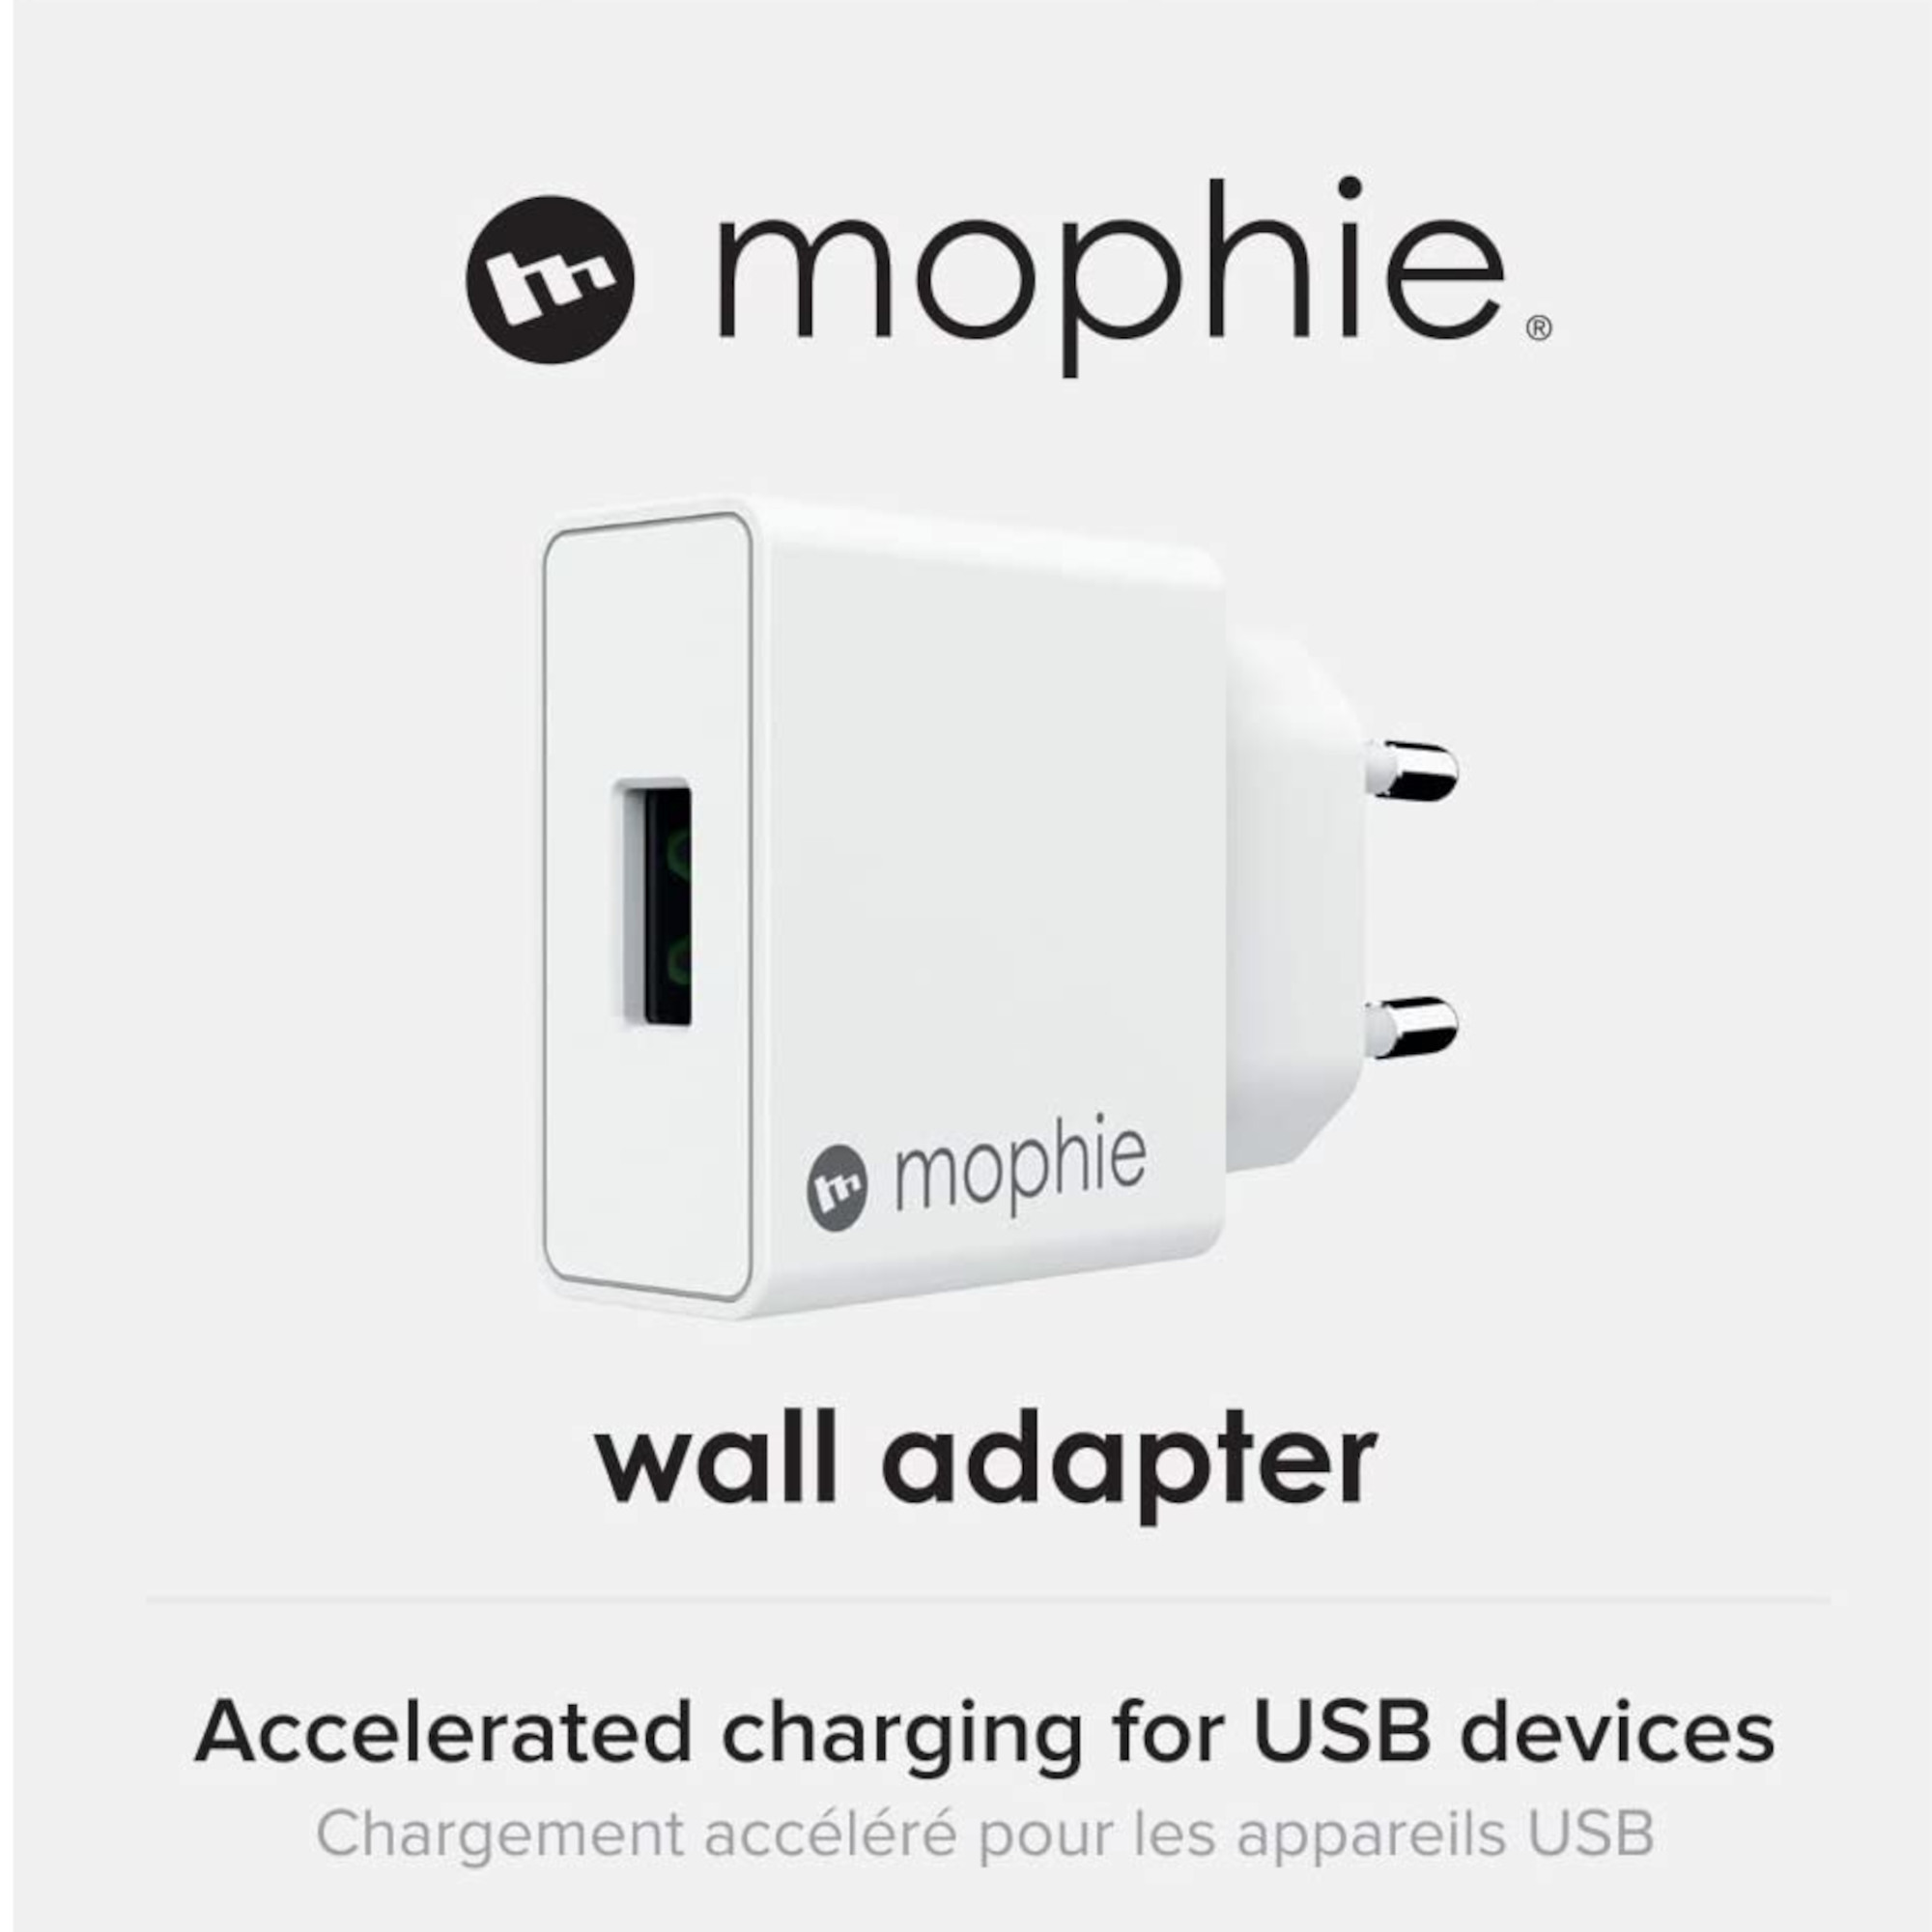 mophie®
mophie
wall adapter
Accelerated charging for USB devices
Chargement accéléré pour les appareils USB